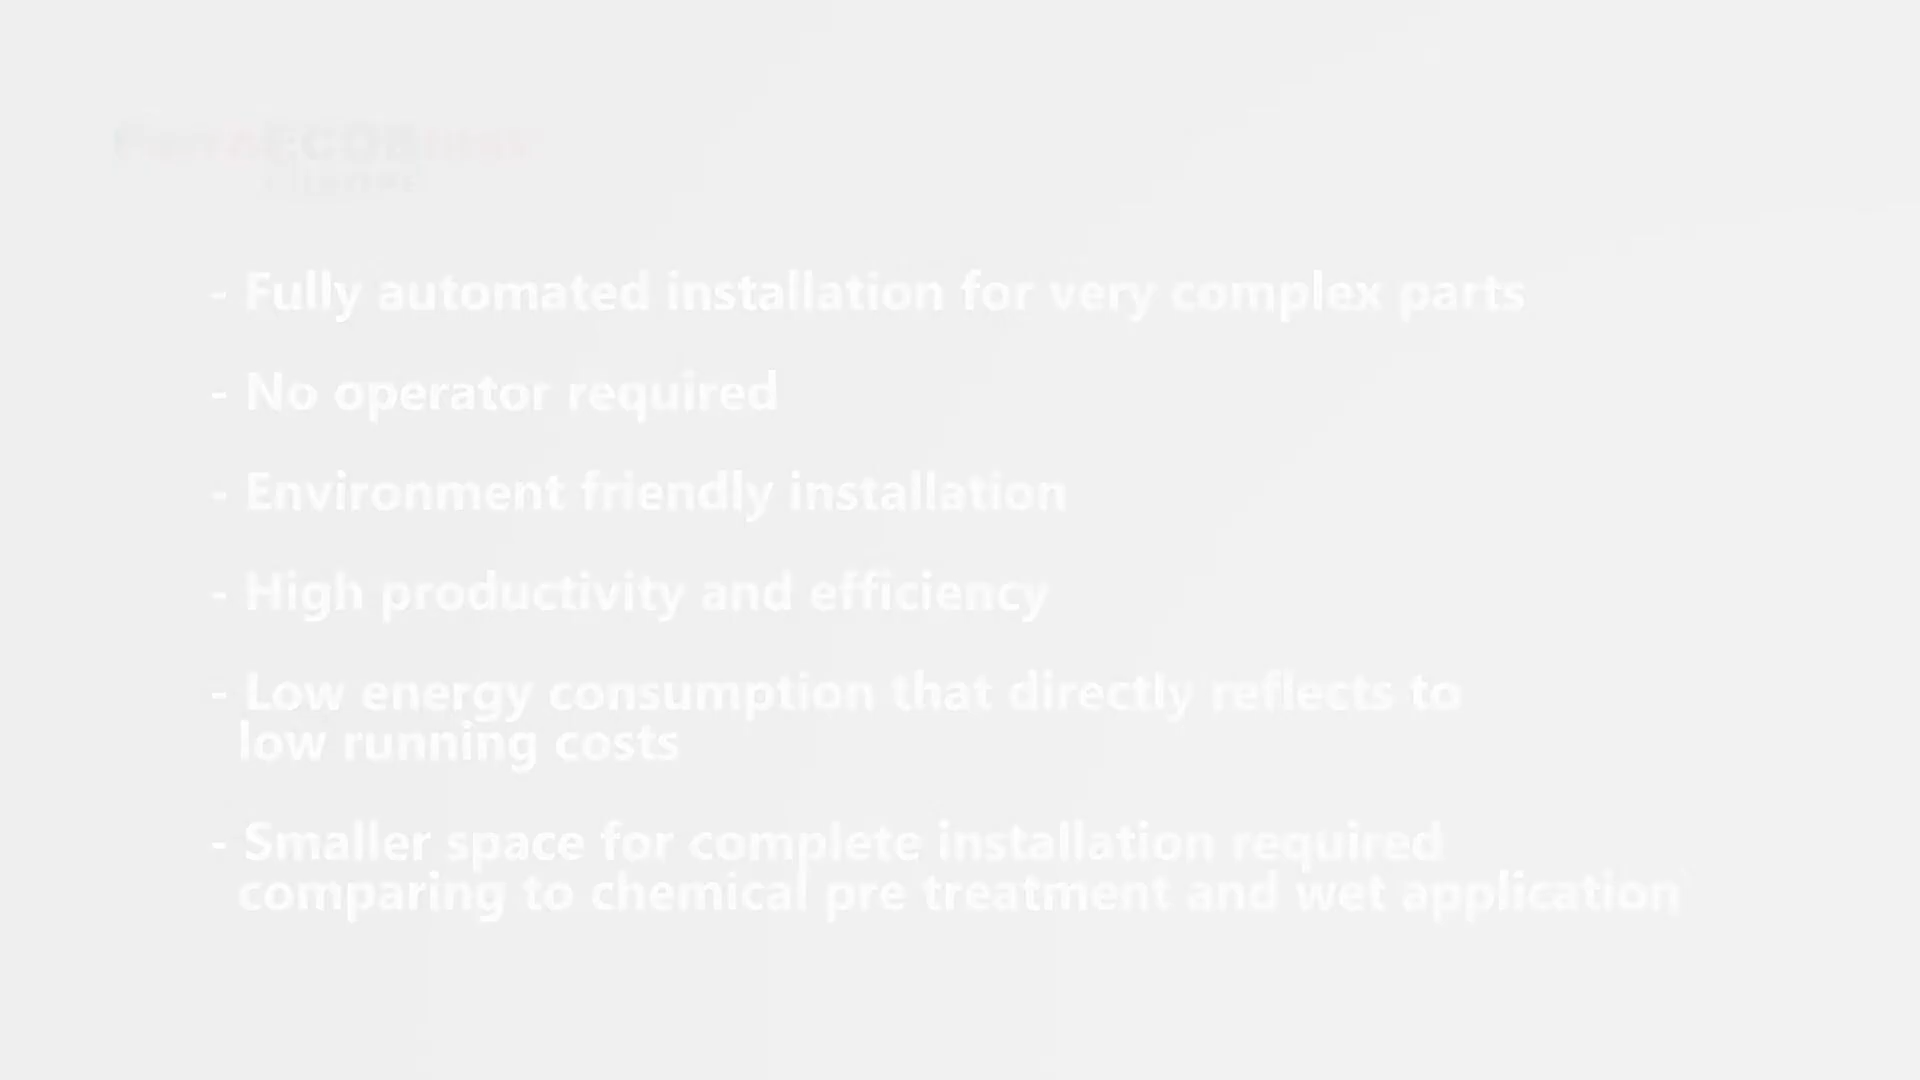 - Fully automated installation for very complex parts
- No operator required
- Environment friendly installation
- High productivity and efficiency
- Low energy consumption that directly reflects to
low running costs
- Smaller space for complete installation required
comparing to chemical pre treatment and wet application